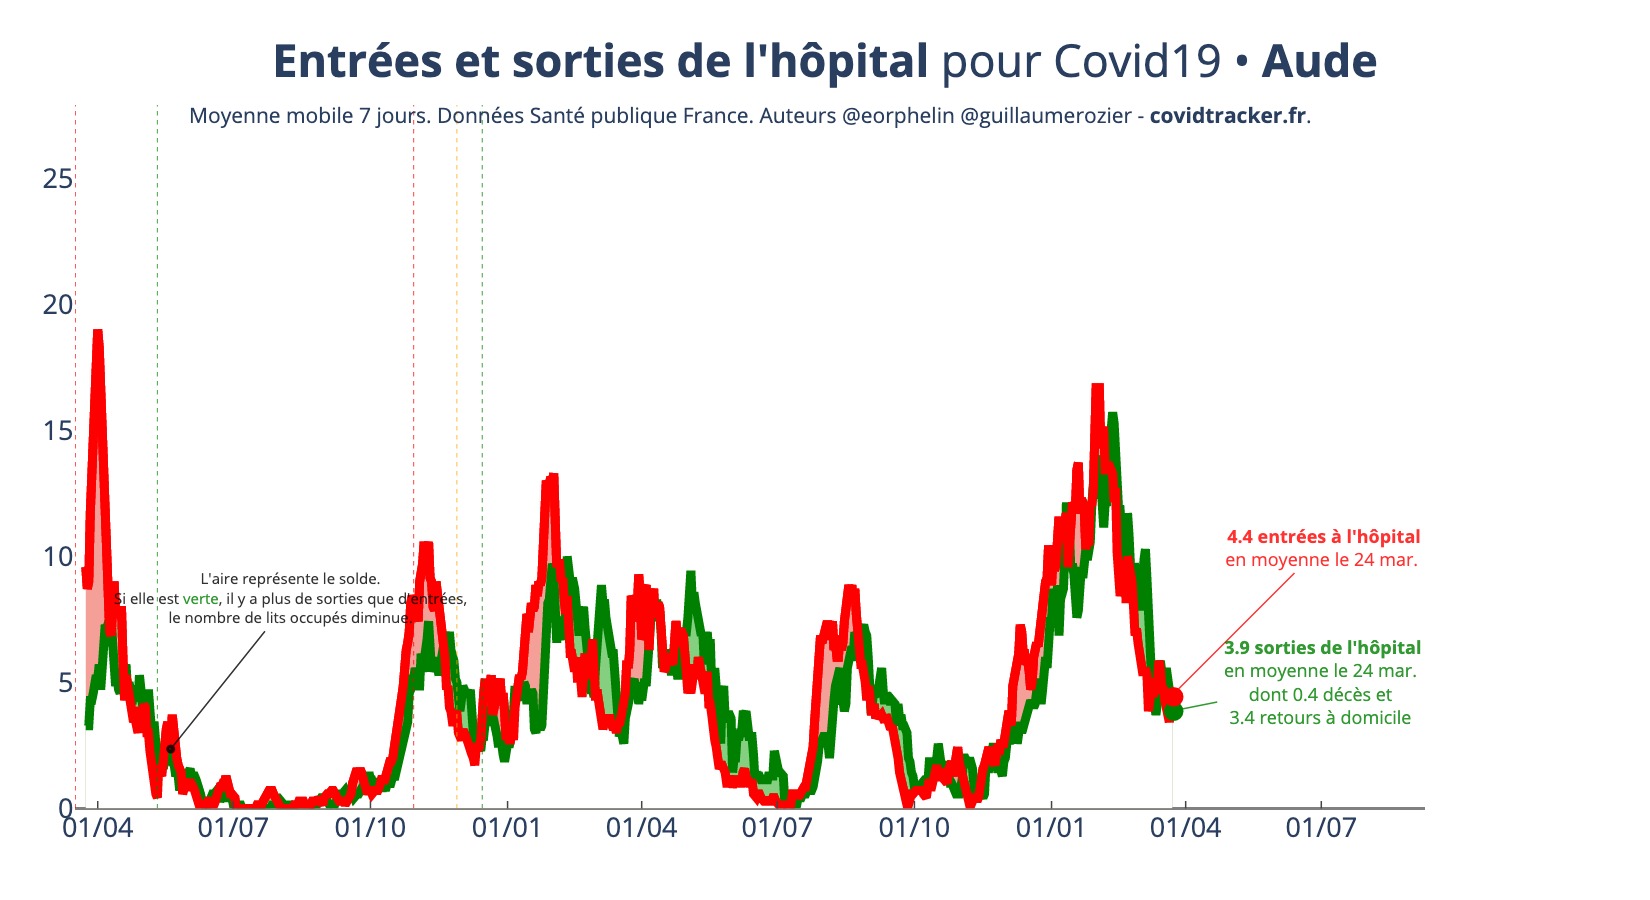 Entrées et sorties de l'hôpital pour Covid19 • Aude
Moyenne mobile 7 jours. Données Santé publique France. Auteurs @eorphelin @guillaumerozier - covidtracker.fr.
25
20
15
10
5
0
L'aire représente le solde.
Si elle est verte, il y a plus de sorties que d'entrées,
le nombre de lits occupés diminue.
4.4 entrées à l'hôpital
en moyenne le 24 mar.
3.9 sorties de l'hôpital
en moyenne le 24 mar.
dont 0.4 décès et
3.4 retours à domicile
01/04 01/07 01/10 01/01 01/04 01/07 01/10 01/01 01/04 01/07